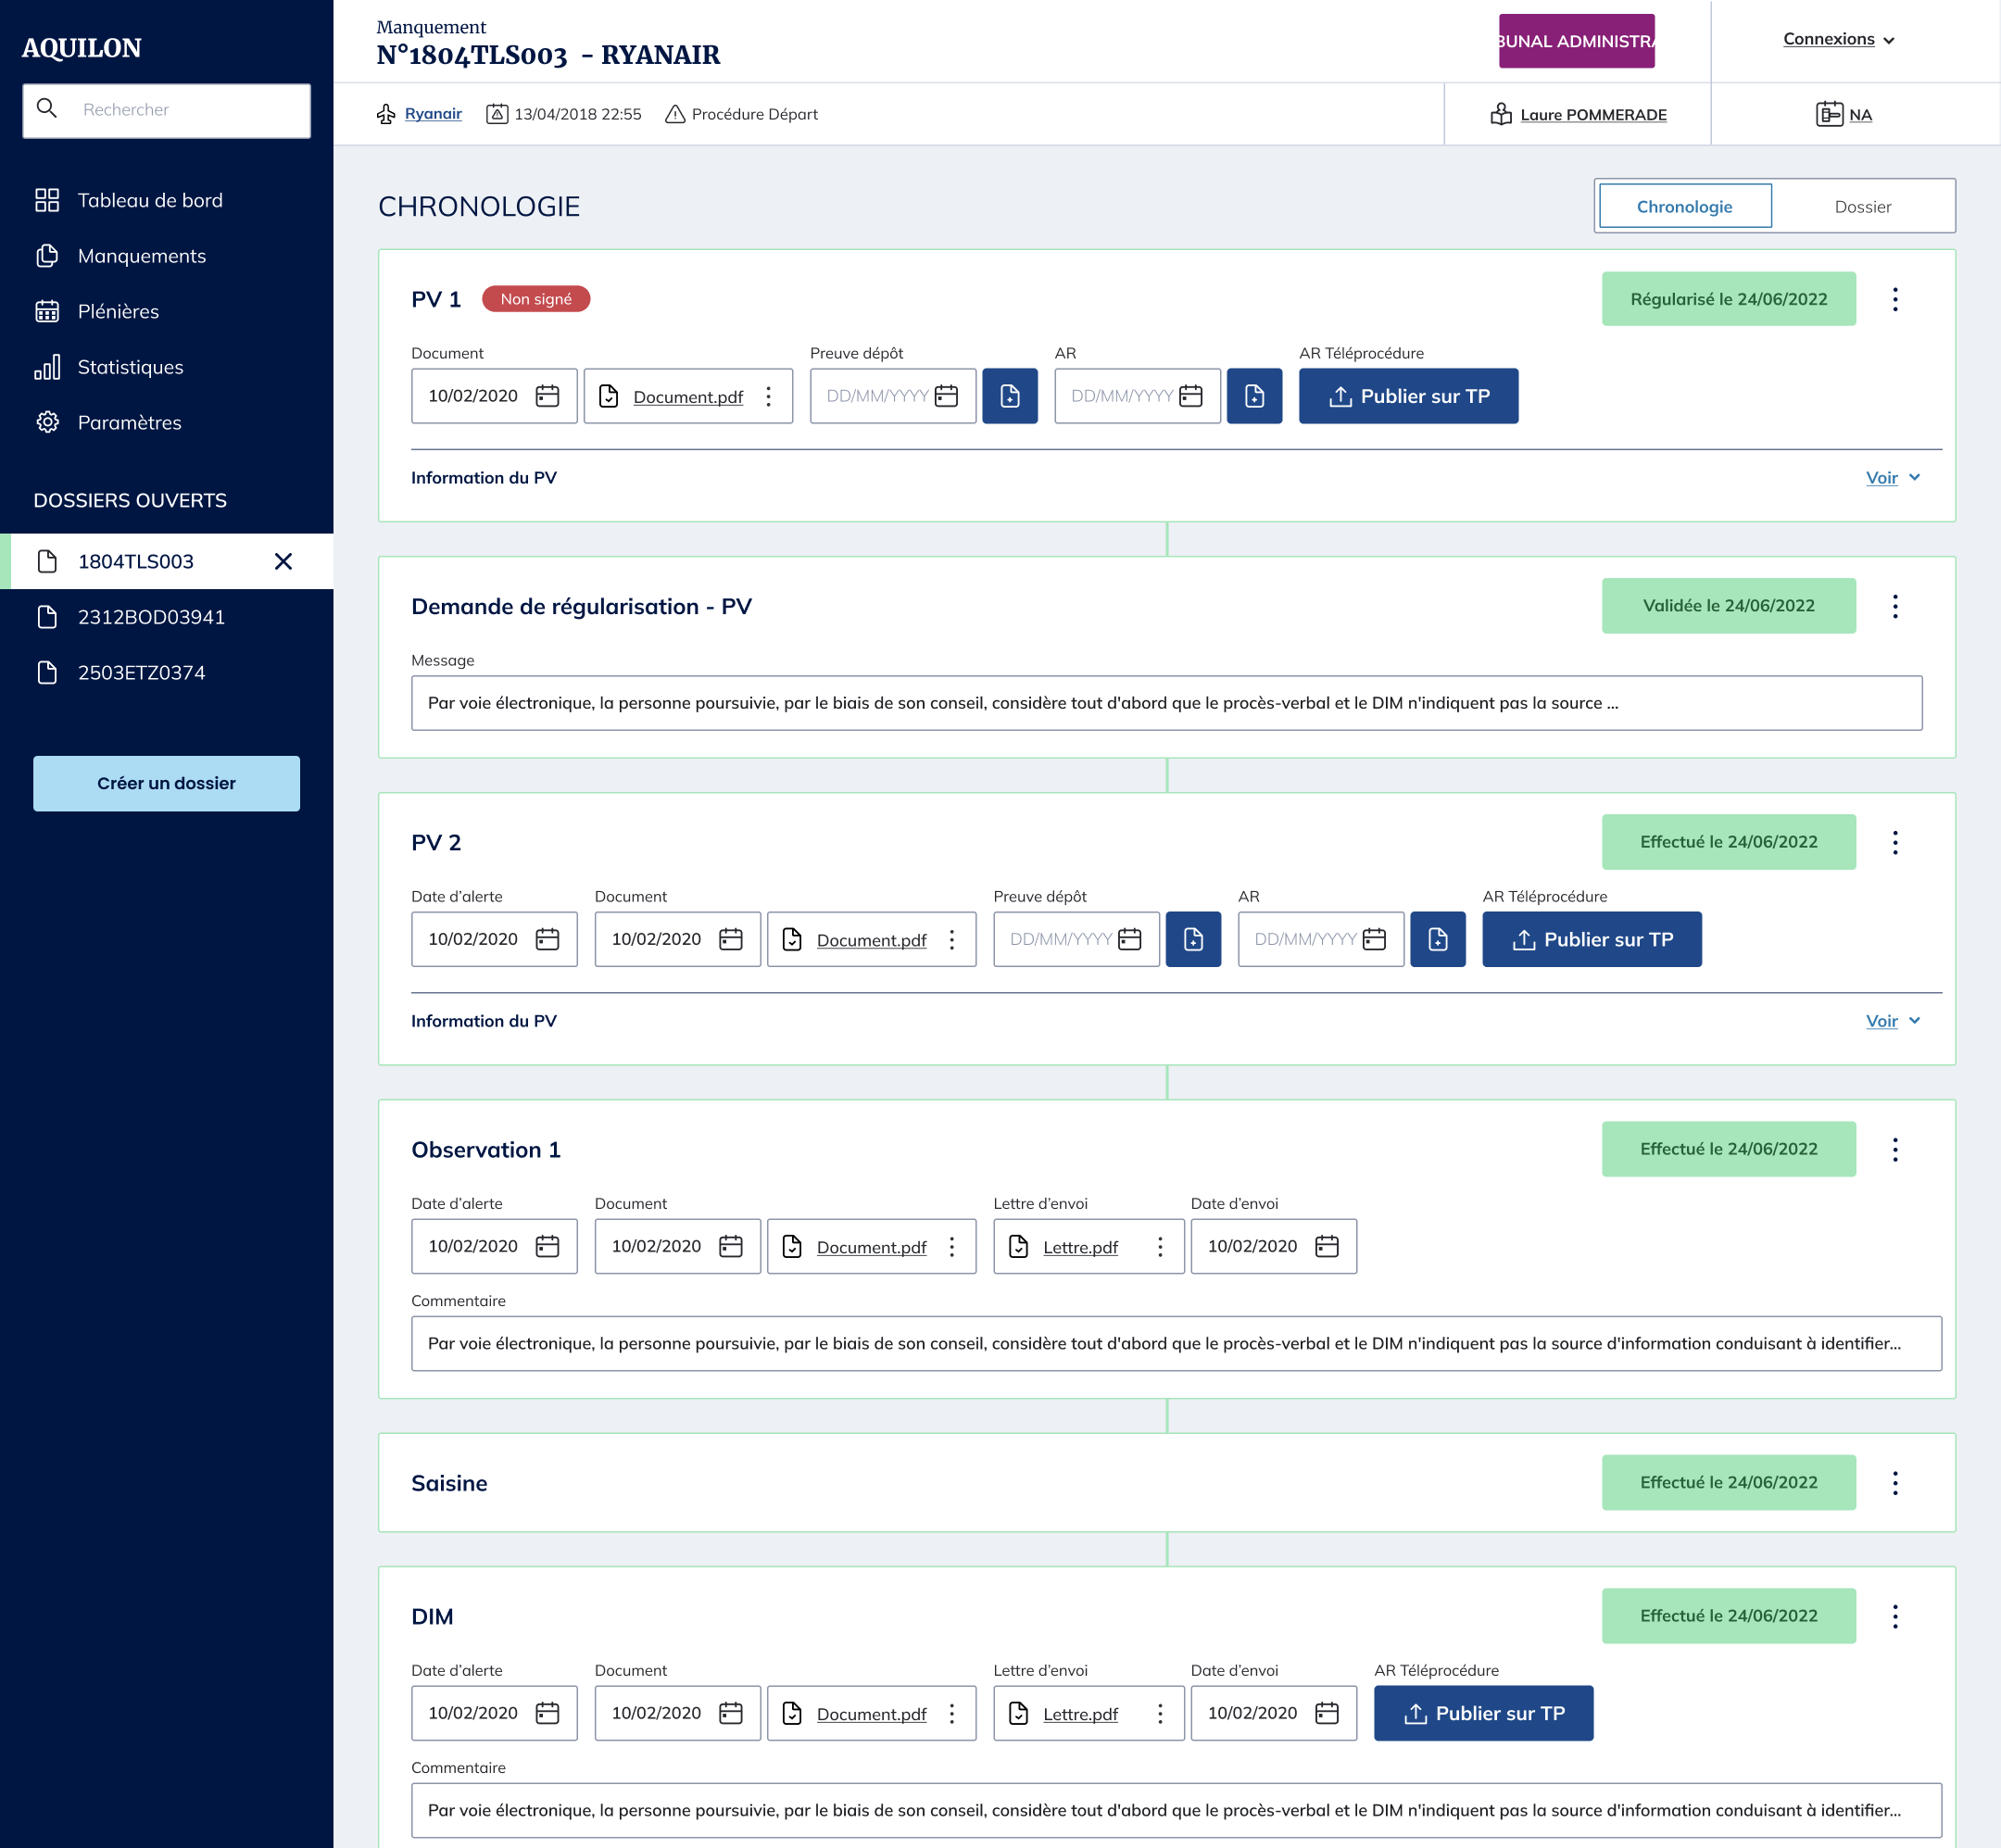 AQUILON
Rechercher
Tableau de bord
Manquements
Plénières
Statistiques
Paramètres
DOSSIERS OUVERTS
1804TLS003
2312BOD03941
2503ETZ0374
Créer un dossier
Manquement
N°1804TLS003 - RYANAIR
BUNAL ADMINISTRA
Connexions
Ryanair 13/04/2018 22:55 Procédure Départ
Laure POMMERADE
NA
CHRONOLOGIE
Chronologie Dossier
PV 1 Non signé Régularisé le 24/06/2022
Document Preuve dépôt AR AR Téléprocédure
10/02/2020 Document.pdf DD/MM/YYYY DD/MM/YYYY Publier sur TP
Information du PV Voir
Demande de régularisation - PV Validée le 24/06/2022
Message
Par voie électronique, la personne poursuivie, par le biais de son conseil, considère tout d'abord que le procès-verbal et le DIM n'indiquent pas la source ...
PV 2 Effectué le 24/06/2022
Date d’alerte Document Preuve dépôt AR AR Téléprocédure
10/02/2020 10/02/2020 Document.pdf DD/MM/YYYY DD/MM/YYYY Publier sur TP
Information du PV Voir
Observation 1 Effectué le 24/06/2022
Date d’alerte Document Lettre d’envoi Date d’envoi
10/02/2020 10/02/2020 Document.pdf Lettre.pdf 10/02/2020
Commentaire
Par voie électronique, la personne poursuivie, par le biais de son conseil, considère tout d'abord que le procès-verbal et le DIM n'indiquent pas la source d'information conduisant à identifier...
Saisine Effectué le 24/06/2022
DIM Effectué le 24/06/2022
Date d’alerte Document Lettre d’envoi Date d’envoi AR Téléprocédure
10/02/2020 10/02/2020 Document.pdf Lettre.pdf 10/02/2020 Publier sur TP
Commentaire
Par voie électronique, la personne poursuivie, par le biais de son conseil, considère tout d'abord que le procès-verbal et le DIM n'indiquent pas la source d'information conduisant à identifier...